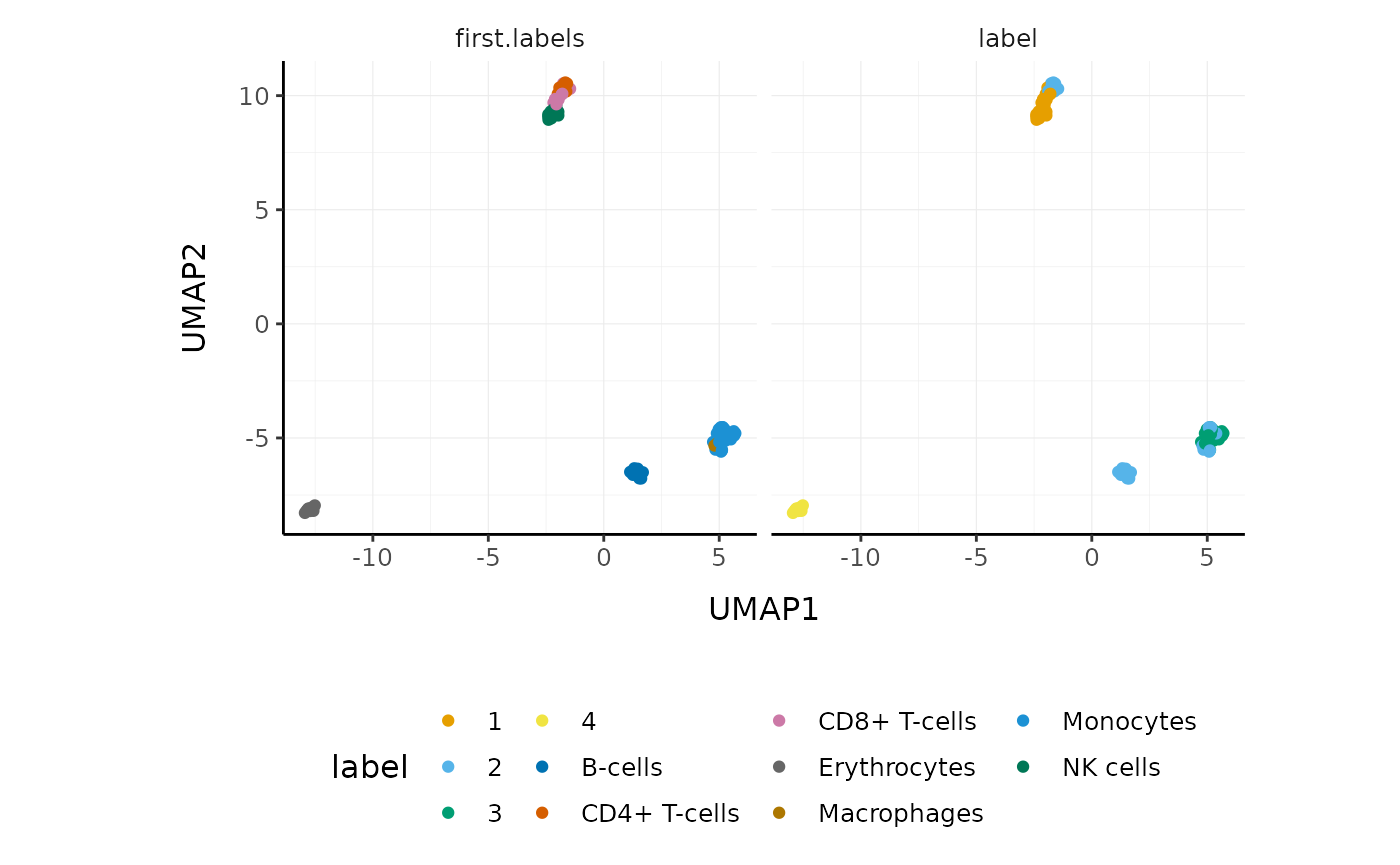 first.labels label
10
5
0
-5
UMAP2
-10 -5 0 5 -10 -5 0 5
UMAP1
1 4 CD8+ T-cells Monocytes
label 2 B-cells Erythrocytes NK cells
3 CD4+ T-cells Macrophages